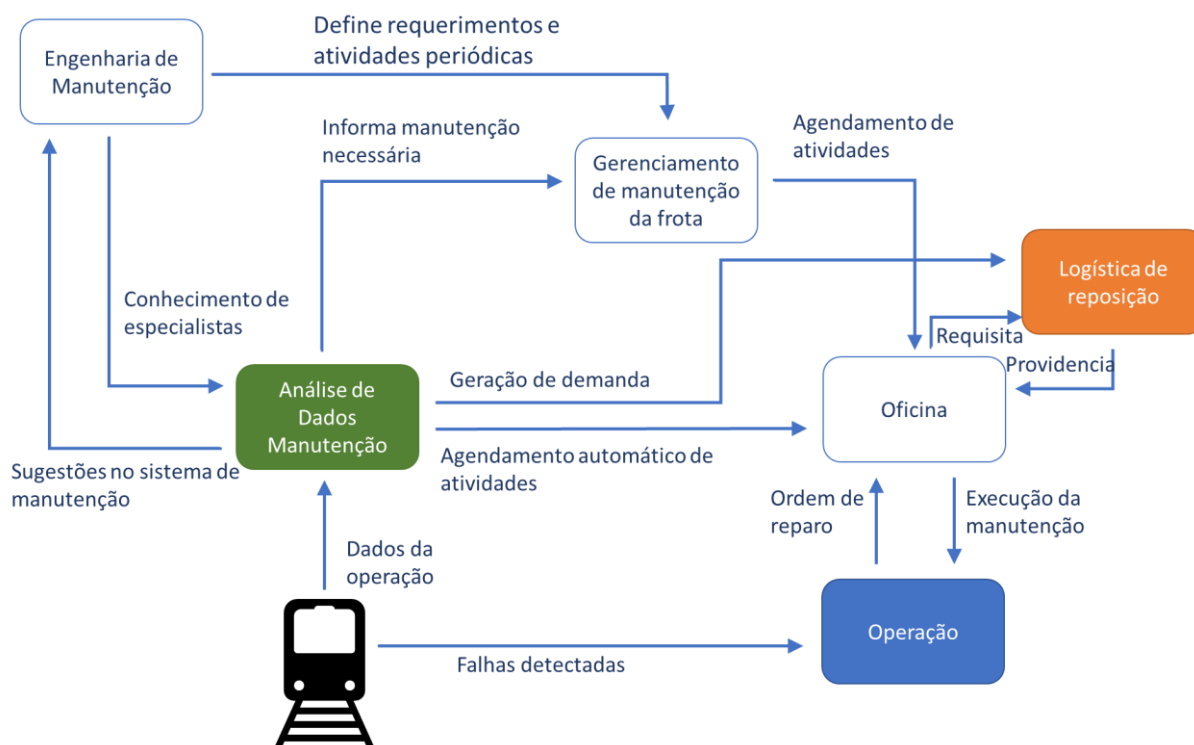 Define requerimentos e
atividades periódicas
Engenharia de
Manutenção
Informa manutenção
necessária
Agendamento de
atividades
Gerenciamento
de manutenção
da frota
Logística de
reposição
Conhecimento de
especialistas
Requisita
Providencia
Análise de
Dados
Manutenção
Geração de demanda
Oficina
Agendamento automático de
atividades
Sugestões no sistema de
manutenção
Ordem de
reparo
Execução da
manutenção
Dados da
operação
Operação
Falhas detectadas